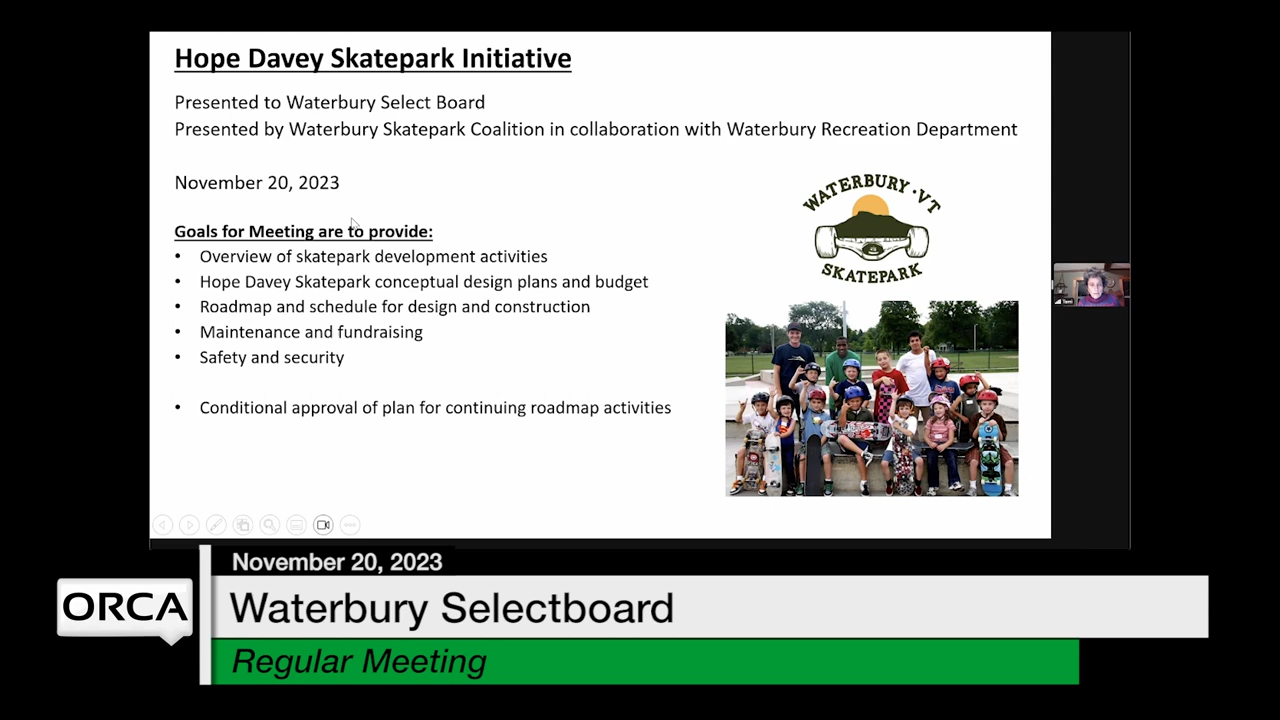 Hope Davey Skatepark Initiative
Presented to Waterbury Select Board
Presented by Waterbury Skatepark Coalition in collaboration with Waterbury Recreation Department
November 20, 2023
WATERBURY · VT
SKATEPARK
Goals for Meeting are to provide:
• Overview of skatepark development activities
• Hope Davey Skatepark conceptual design plans and budget
• Roadmap and schedule for design and construction
• Maintenance and fundraising
• Safety and security
• Conditional approval of plan for continuing roadmap activities
Tami
November 20, 2023
ORCA
Waterbury Selectboard
Regular Meeting